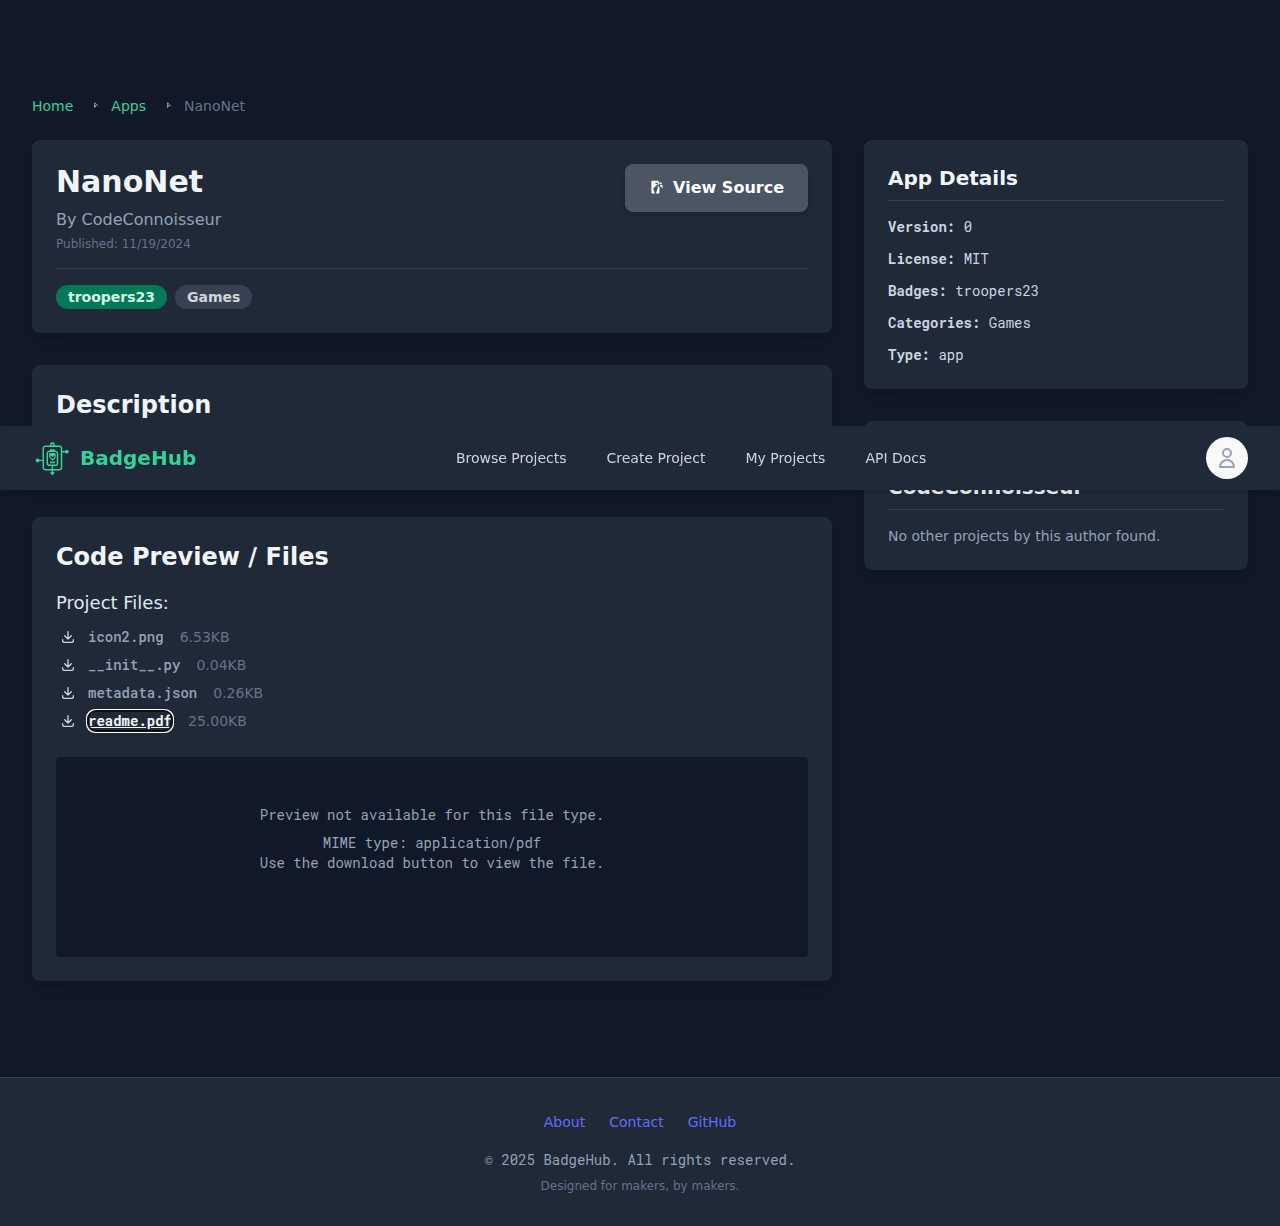 Home Apps NanoNet
NanoNet
View Source
By CodeConnoisseur
Published: 11/19/2024
troopers23 Games
Description
App Details
Version: 0
License: MIT
Badges: troopers23
Categories: Games
Type: app
BadgeHub
Browse Projects Create Project My Projects API Docs
CodeConnoisseur
No other projects by this author found.
Code Preview / Files
Project Files:
icon2.png 6.53KB
__init__.py 0.04KB
metadata.json 0.26KB
readme.pdf 25.00KB
Preview not available for this file type.
MIME type: application/pdf
Use the download button to view the file.
About Contact GitHub
© 2025 BadgeHub. All rights reserved.
Designed for makers, by makers.